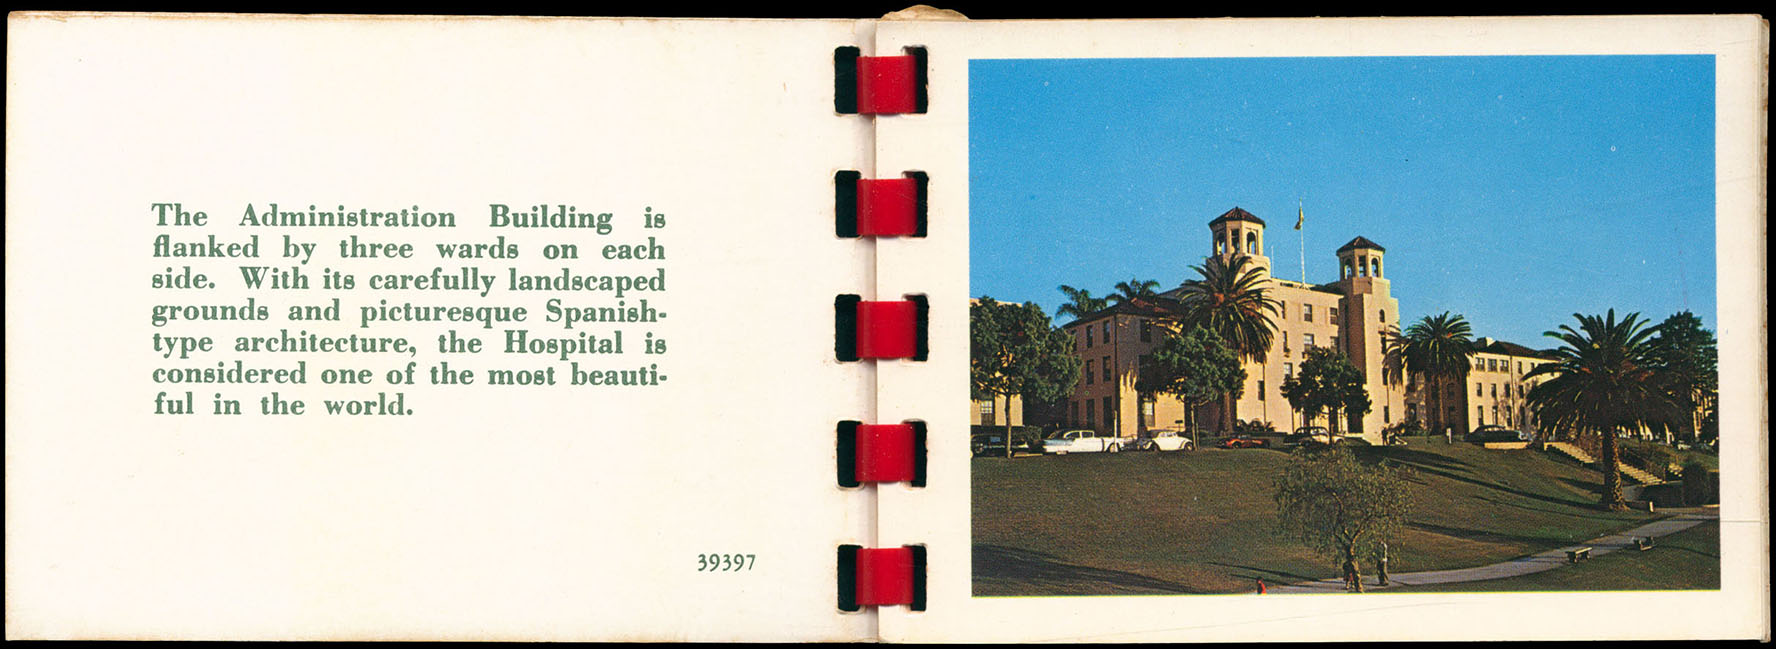 The Administration Building is
flanked by three wards on each
side. With its carefully landscaped
grounds and picturesque Spanish-
type architecture, the Hospital is
considered one of the most beauti-
ful in the world.
39397